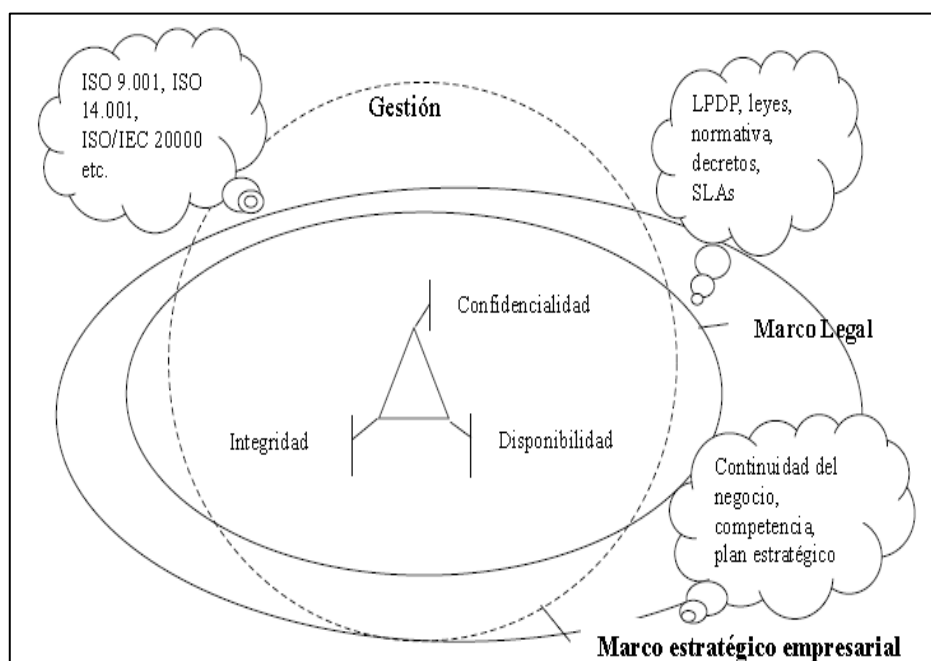 ISO 9.001, ISO
14.001,
ISO/IEC 20000
etc.
Gestión
LPDP, leyes,
normativa,
decretos,
SLAs
Confidencialidad
Marco Legal
Integridad
Disponibilidad
Continuidad del
negocio,
competencia,
plan estratégico
Marco estratégico empresarial